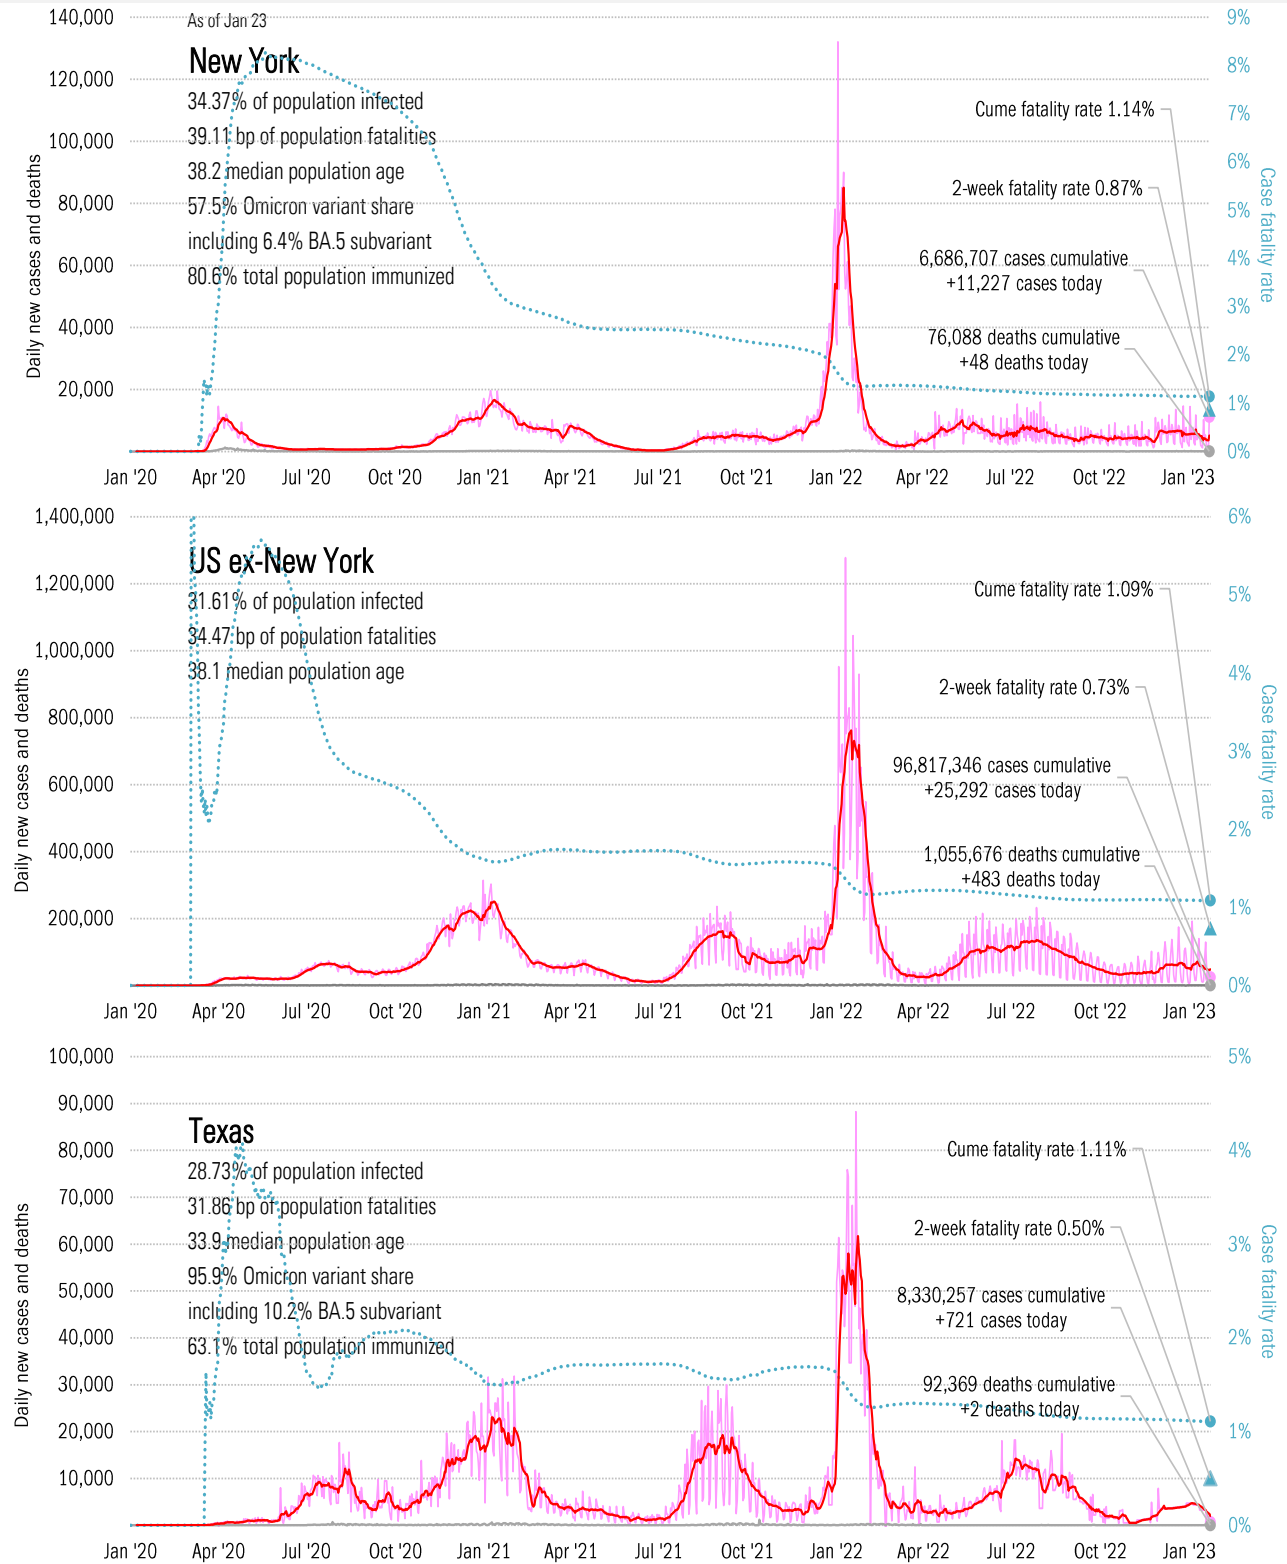 As of Jan 23
New York
34.37% of population infected
39.11 bp of population fatalities
38.2 median population age
57.5% Omicron variant share
including 6.4% BA.5 subvariant
80.6% total population immunized
140,000
120,000
100,000
80,000
60,000
40,000
20,000
Daily new cases and deaths
9%
8%
7%
6%
5%
4%
3%
2%
1%
0%
Case fatality rate
Cume fatality rate 1.14%
2-week fatality rate 0.87%
6,686,707 cases cumulative
+11,227 cases today
76,088 deaths cumulative
+48 deaths today
Jan '20 Apr '20 Jul '20 Oct '20 Jan '21 Apr '21 Jul '21 Oct '21 Jan '22 Apr '22 Jul '22 Oct '22 Jan '23
US ex-New York
31.61% of population infected
34.47 bp of population fatalities
38.1 median population age
1,400,000
1,200,000
1,000,000
800,000
600,000
400,000
200,000
Daily new cases and deaths
6%
5%
4%
3%
2%
1%
0%
Case fatality rate
Cume fatality rate 1.09%
2-week fatality rate 0.73%
96,817,346 cases cumulative
+25,292 cases today
1,055,676 deaths cumulative
+483 deaths today
Jan '20 Apr '20 Jul '20 Oct '20 Jan '21 Apr '21 Jul '21 Oct '21 Jan '22 Apr '22 Jul '22 Oct '22 Jan '23
Texas
28.73% of population infected
31.86 bp of population fatalities
33.9 median population age
95.9% Omicron variant share
including 10.2% BA.5 subvariant
63.1% total population immunized
100,000
90,000
80,000
70,000
60,000
50,000
40,000
30,000
20,000
10,000
Daily new cases and deaths
5%
4%
3%
2%
1%
0%
Case fatality rate
Cume fatality rate 1.11%
2-week fatality rate 0.50%
8,330,257 cases cumulative
+721 cases today
92,369 deaths cumulative
+2 deaths today
Jan '20 Apr '20 Jul '20 Oct '20 Jan '21 Apr '21 Jul '21 Oct '21 Jan '22 Apr '22 Jul '22 Oct '22 Jan '23